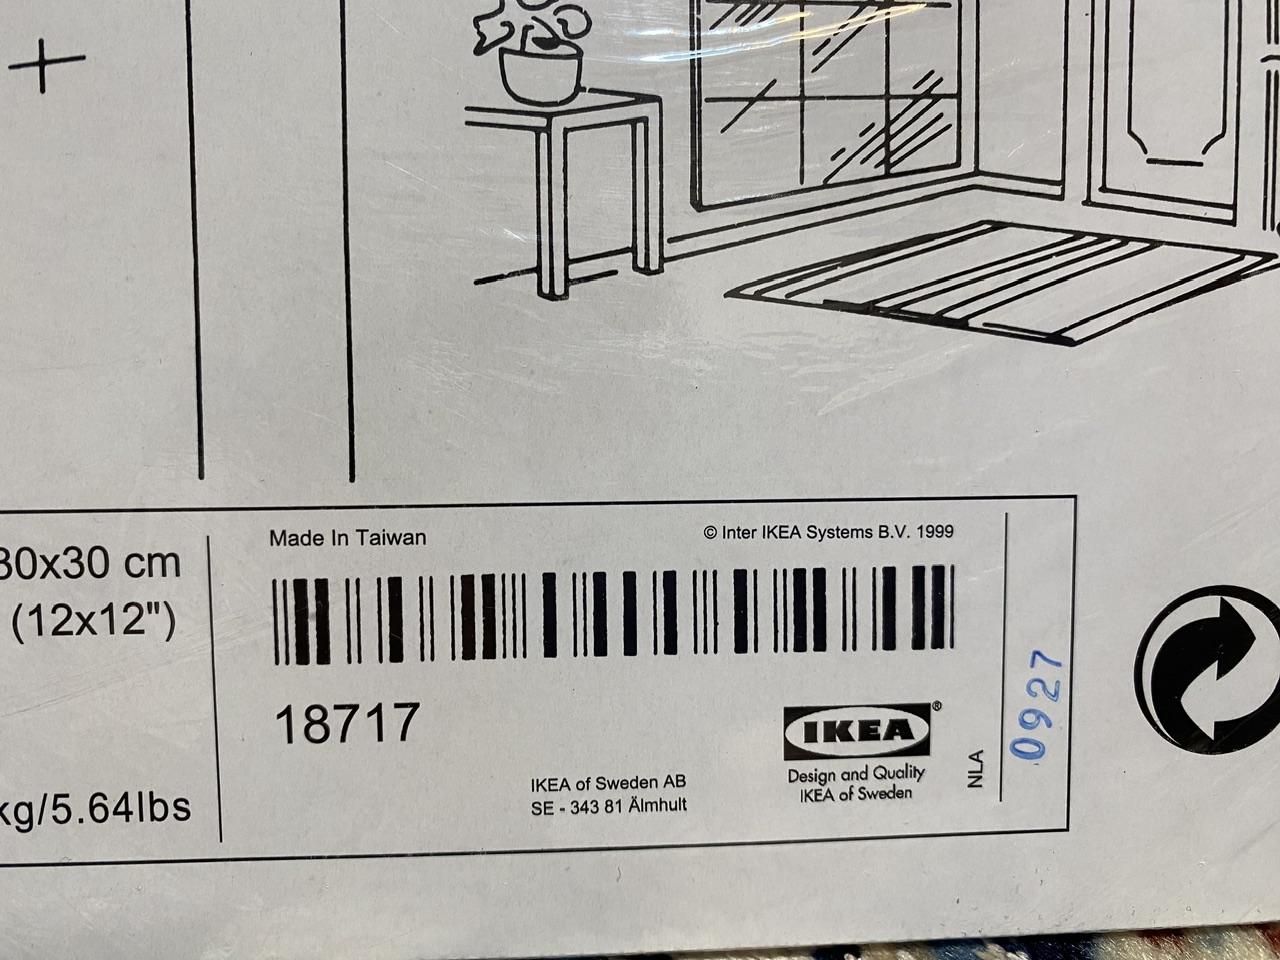 30x30 cm
(12x12")
kg/5.64lbs
Made In Taiwan
© Inter IKEA Systems B.V. 1999
18717
IKEA of Sweden AB
SE - 343 81 Älmhult
IKEA®
Design and Quality
IKEA of Sweden
NLA
0927